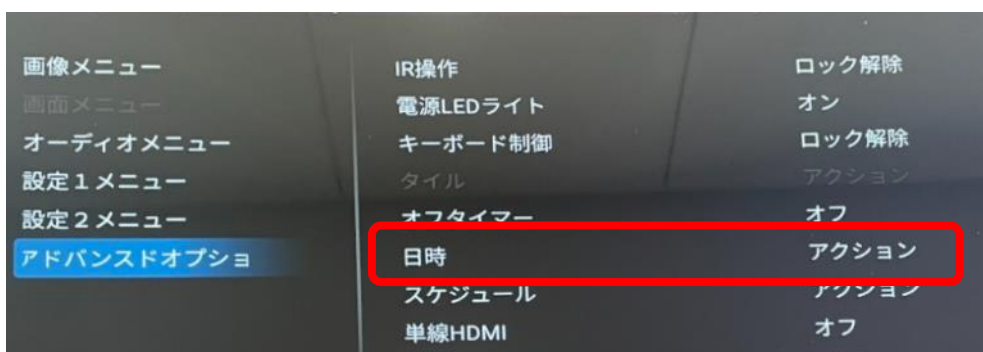 画像メニュー
画面メニュー
オーディオメニュー
設定1メニュー
設定2メニュー
アドバンスドオプショ
IR操作 ロック解除
電源LEDライト オン
キーボード制御 ロック解除
タイル アクション
オフタイマー オフ
日時 アクション
スケジュール アクション
単線HDMI オフ